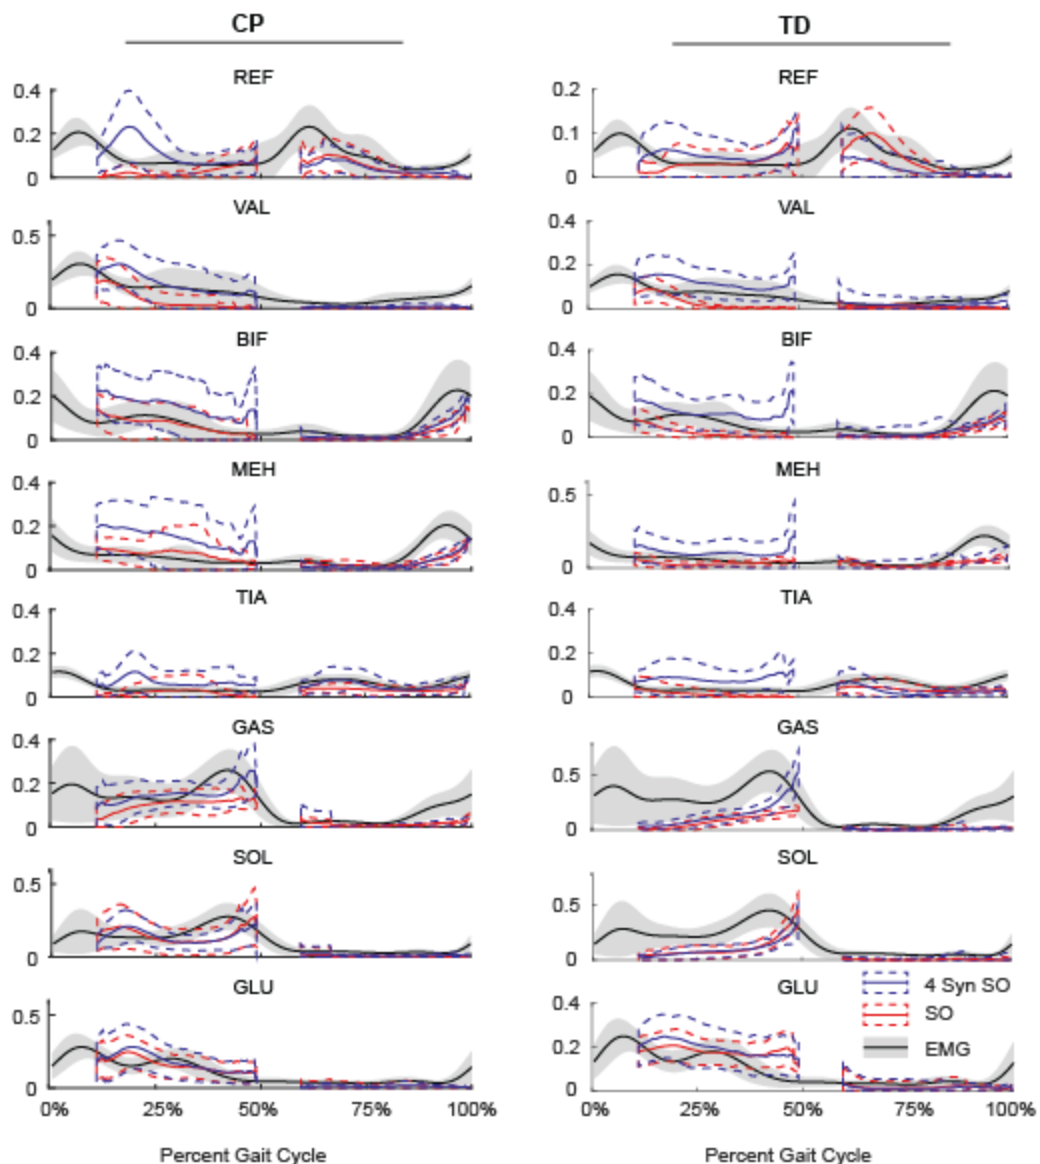 CP TD
REF REF
0.4 0.2
0.2 0.1
0 0
VAL VAL
0.5 0.4
0.2
0 0
BIF BIF
0.4 0.4
0.2 0.2
0 0
MEH MEH
0.4 0.5
0.2
0 0
TIA TIA
0.4 0.4
0.2 0.2
0 0
GAS GAS
0.4 0.5
0.2
0 0
SOL SOL
0.5 0.5
0 0
GLU GLU
4 Syn SO
SO
EMG
0.5 0.4
0.2
0 0
0% 25% 50% 75% 100% 0% 25% 50% 75% 100%
Percent Gait Cycle Percent Gait Cycle